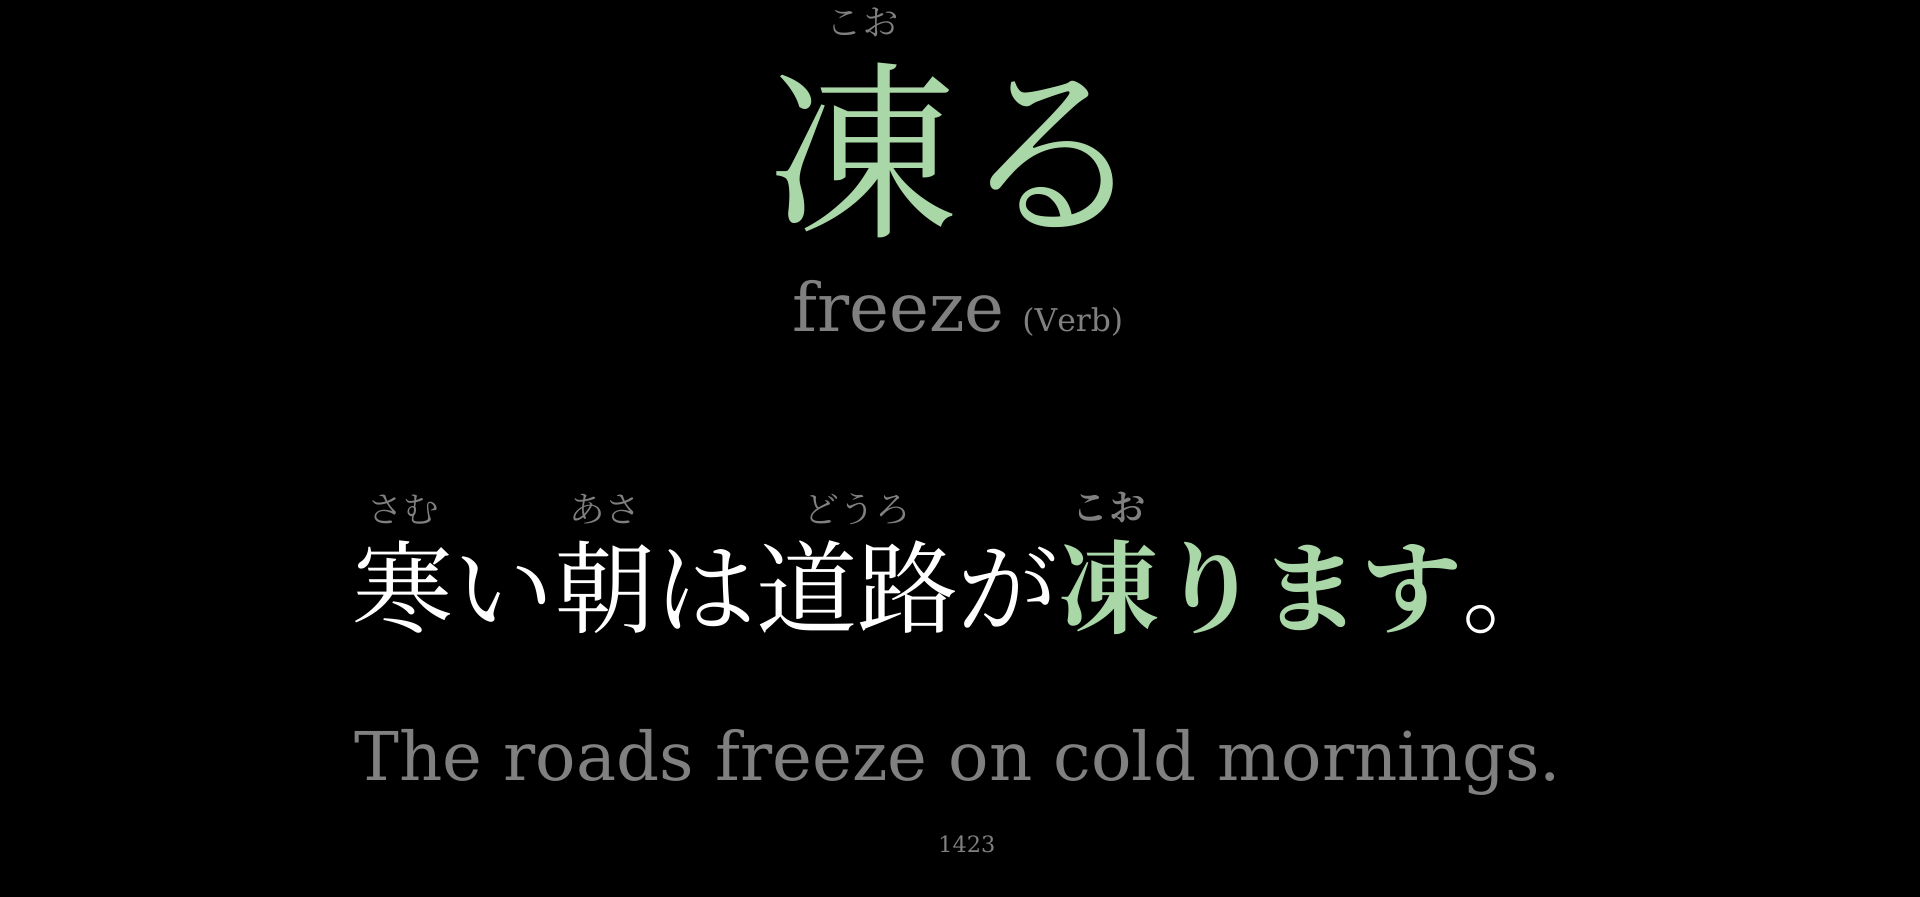 こお
凍る
freeze (Verb)
さむ あさ どうろ こお
寒い朝は道路が凍ります。
The roads freeze on cold mornings.
1423